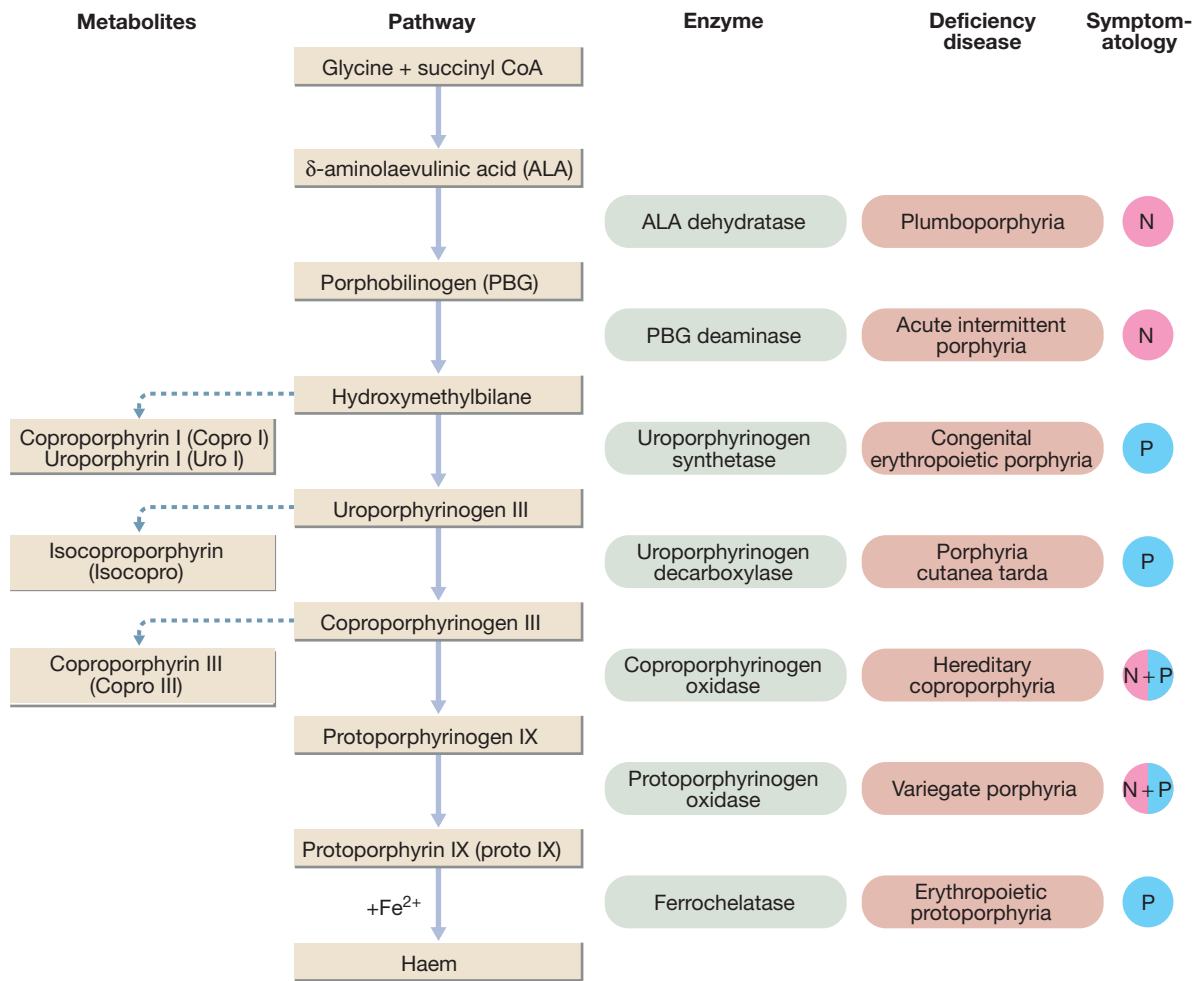 Metabolites
Pathway
Enzyme
Deficiency
disease
Symptom-
atology
Glycine + succinyl CoA
δ-aminolaevulinic acid (ALA)
ALA dehydratase
Plumboporphyria
N
Porphobilinogen (PBG)
PBG deaminase
Acute intermittent
porphyria
N
Hydroxymethylbilane
Coproporphyrin I (Copro I)
Uroporphyrin I (Uro I)
Uroporphyrinogen
synthetase
Congenital
erythropoietic porphyria
P
Uroporphyrinogen III
Isocoproporphyrin
(Isocopro)
Uroporphyrinogen
decarboxylase
Porphyria
cutanea tarda
P
Coproporphyrinogen III
Coproporphyrin III
(Copro III)
Coproporphyrinogen
oxidase
Hereditary
coproporphyria
N + P
Protoporphyrinogen IX
Protoporphyrinogen
oxidase
Variegate porphyria
N + P
Protoporphyrin IX (proto IX)
+Fe²⁺
Ferrochelatase
Erythropoietic
protoporphyria
P
Haem